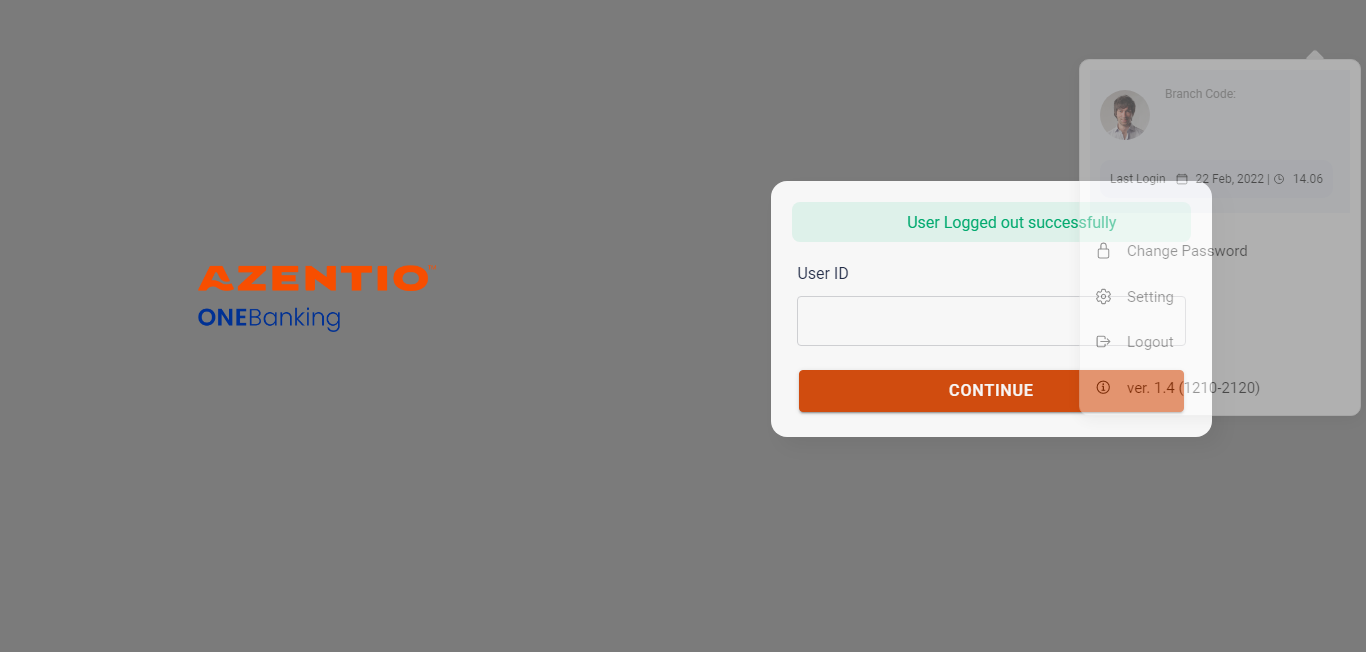 AZENTIO
ONEBanking
Branch Code:
Last Login 22 Feb, 2022 | 14.06
User Logged out successfully
User ID
Change Password
Setting
Logout
CONTINUE
ver. 1.4 (1210-2120)